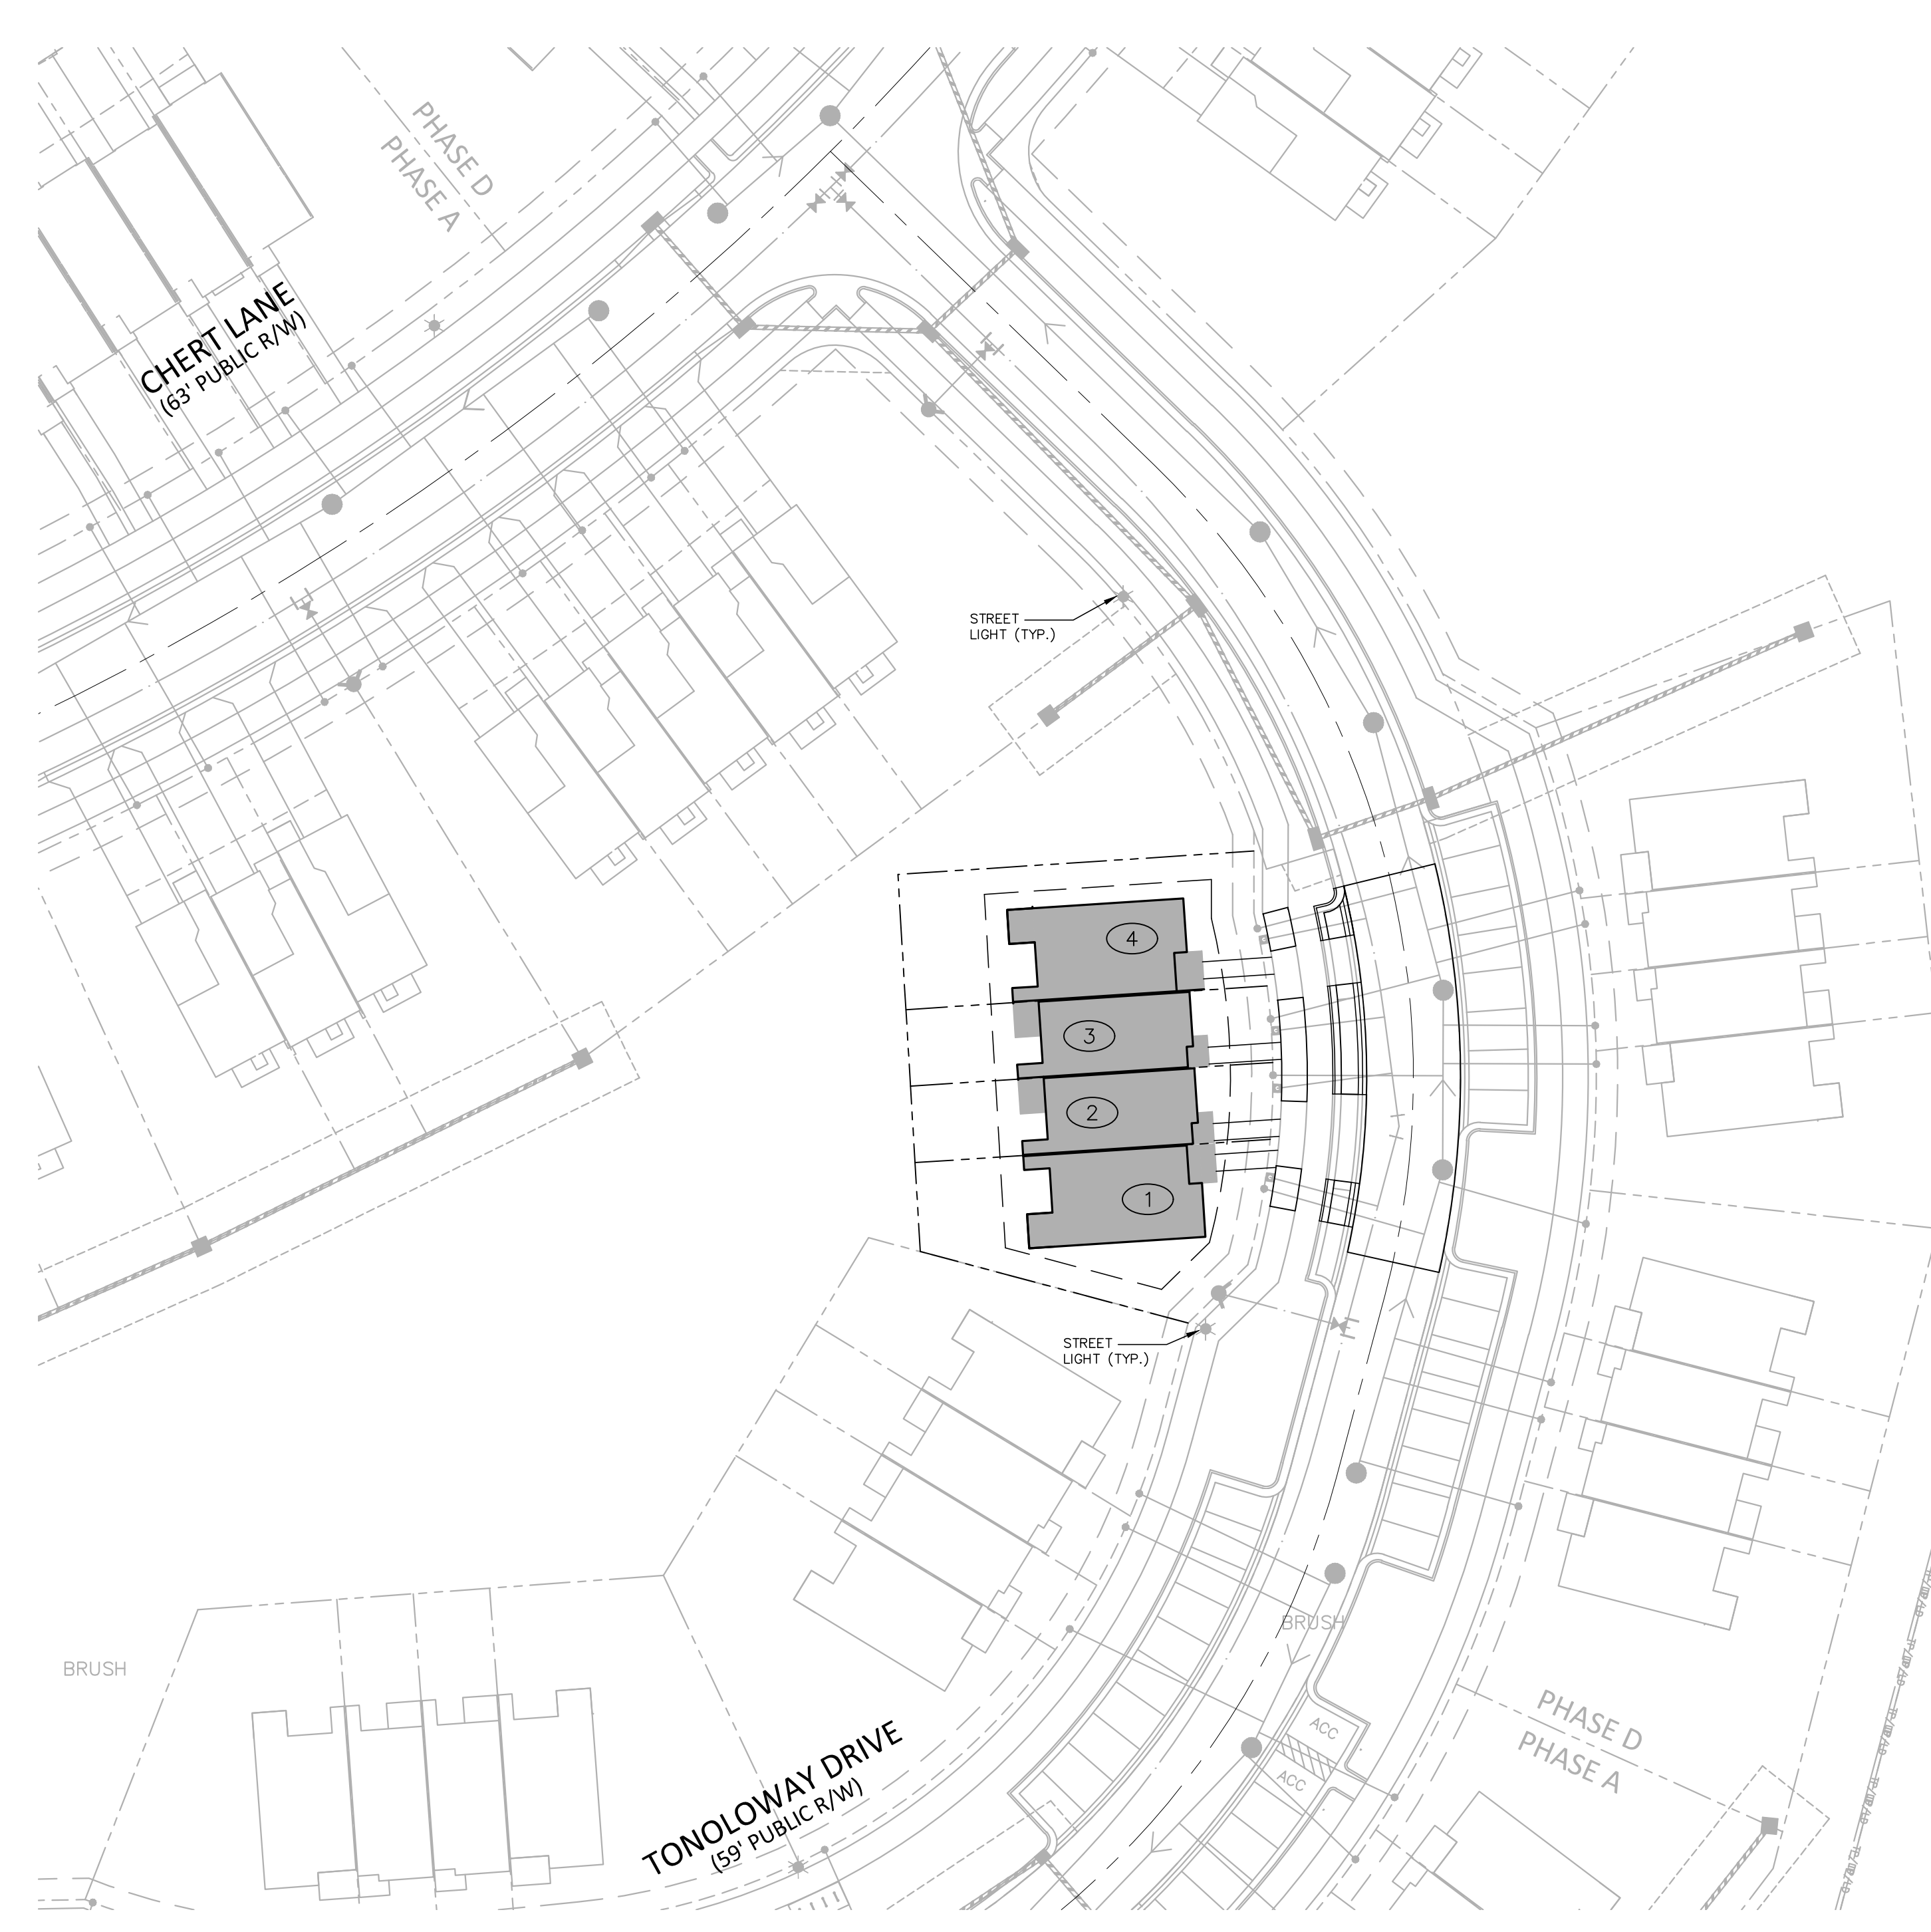 PHASE D
PHASE A
CHERT LANE
(63' PUBLIC R/W)
STREET
LIGHT (TYP.)
4
3
2
1
STREET
LIGHT (TYP.)
BRUSH
BRUSH
PHASE D
PHASE A
ACC
ACC
TONOLOWAY DRIVE
(59' PUBLIC R/W)